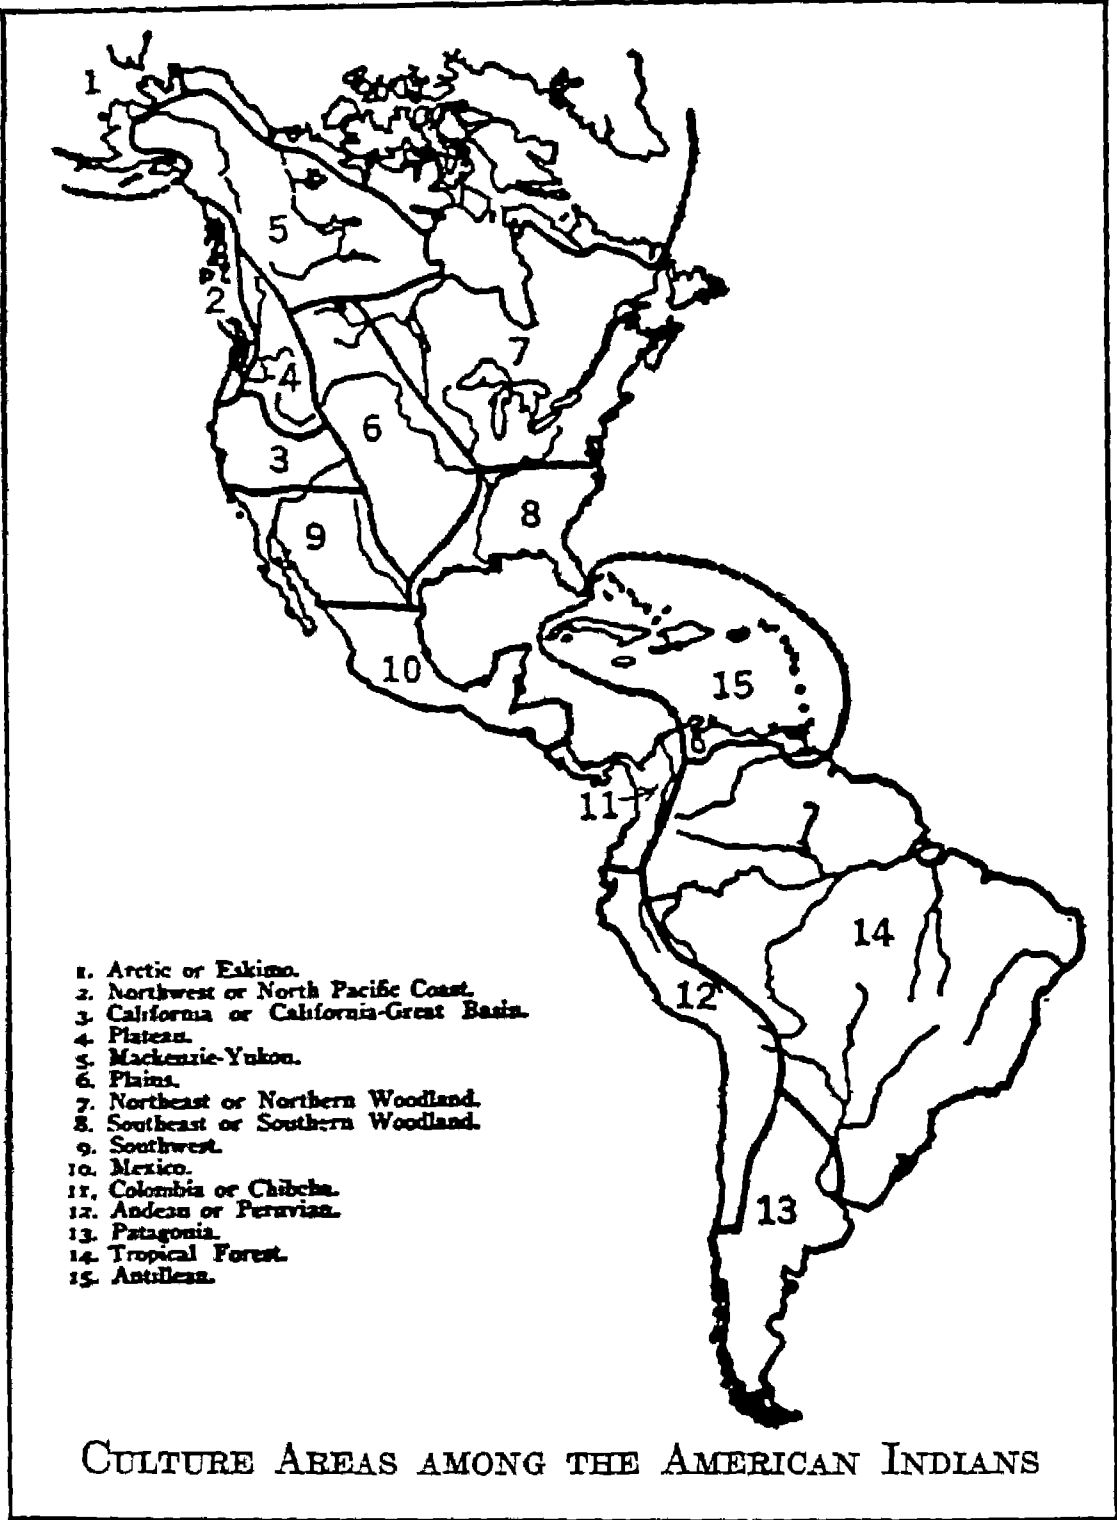 1
5
2
7
4
6
3
8
9
10
15
11
14
12
13
1. Arctic or Eskimo.
2. Northwest or North Pacific Coast.
3. California or California-Great Basin.
4. Plateau.
5. Mackenzie-Yukon.
6. Plains.
7. Northeast or Northern Woodland.
8. Southeast or Southern Woodland.
9. Southwest.
10. Mexico.
11. Colombia or Chibcha.
12. Andean or Peruvian.
13. Patagonia.
14. Tropical Forest.
15. Antillean.
CULTURE AREAS AMONG THE AMERICAN INDIANS